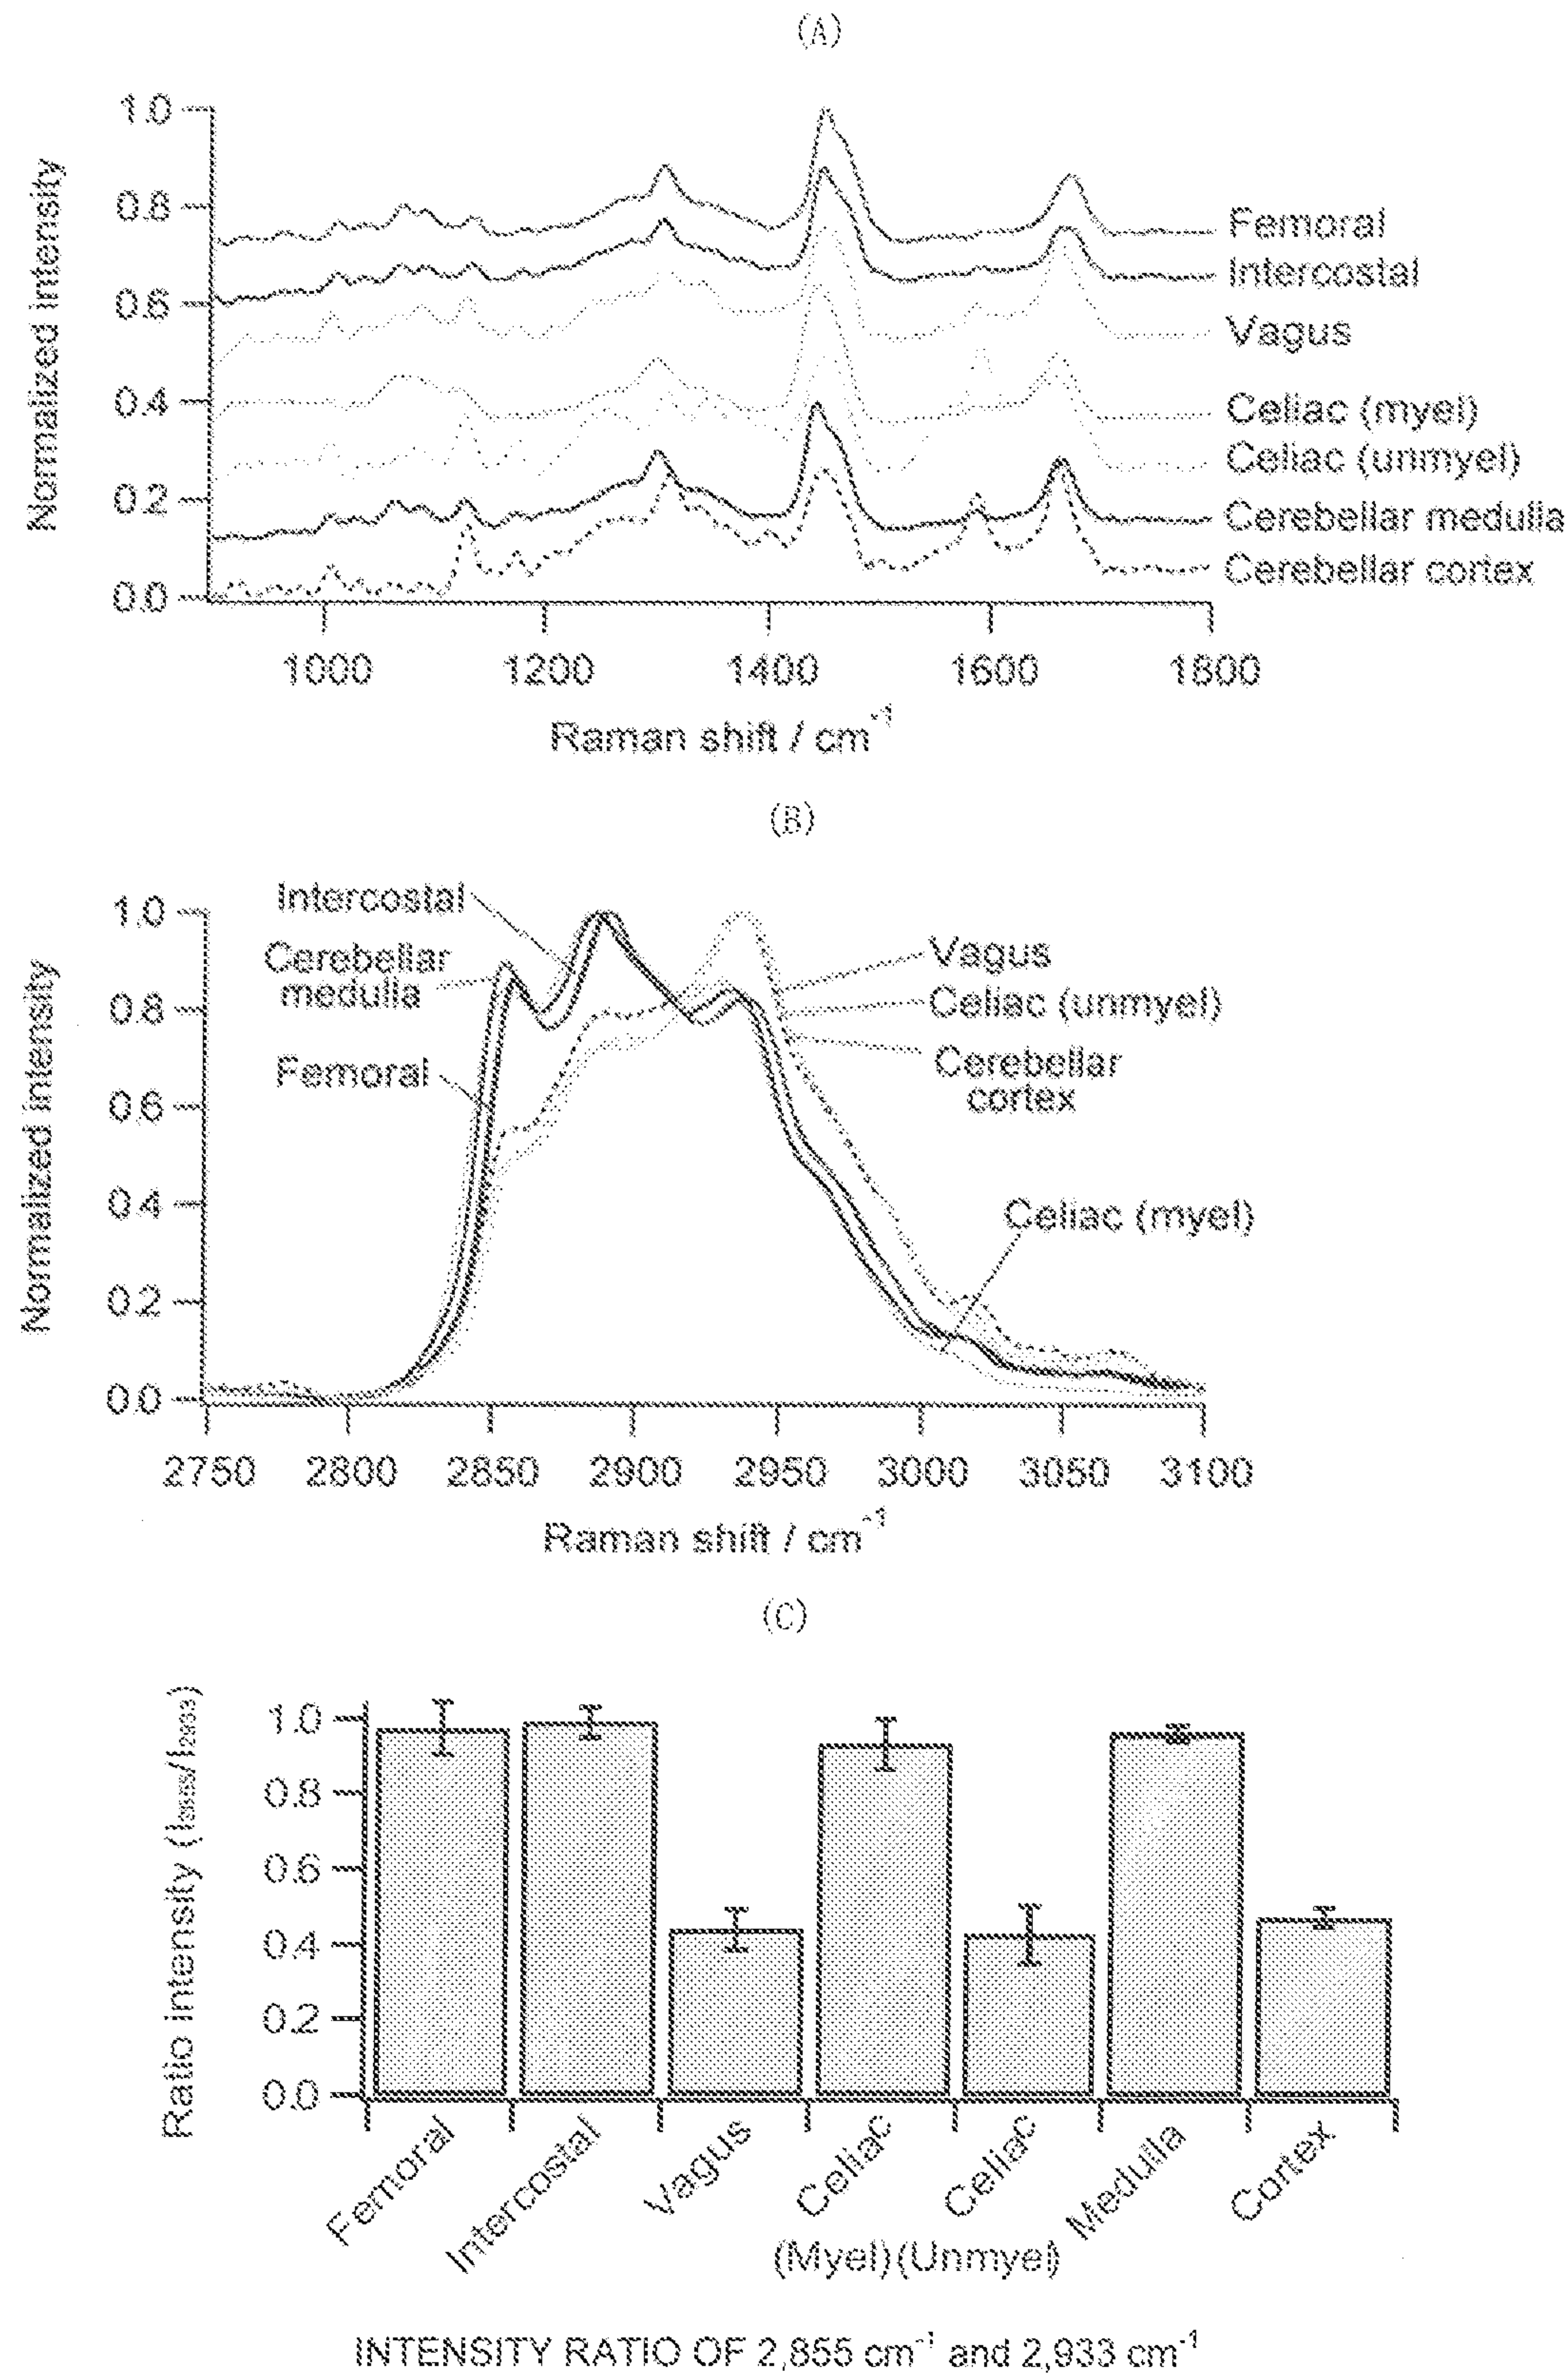 (A)
Normalized intensity
1.0
0.8
0.6
0.4
0.2
0.0
Femoral
Intercostal
Vagus
Celiac (myel)
Celiac (unmyel)
Cerebellar medulla
Cerebellar cortex
1000 1200 1400 1600 1800
Raman shift / cm-1
(B)
Normalized intensity
1.0
0.8
0.6
0.4
0.2
0.0
Intercostal
Cerebellar
medulla
Femoral
Vagus
Celiac (unmyel)
Cerebellar
cortex
Celiac (myel)
2750 2800 2850 2900 2950 3000 3050 3100
Raman shift / cm-1
(C)
Ratio intensity (I2855/I2933)
1.0
0.8
0.6
0.4
0.2
0.0
Femoral
Intercostal
Vagus
Celiac
Celiac
Medulla
Cortex
(Myel) (Unmyel)
INTENSITY RATIO OF 2,855 cm-1 and 2,933 cm-1